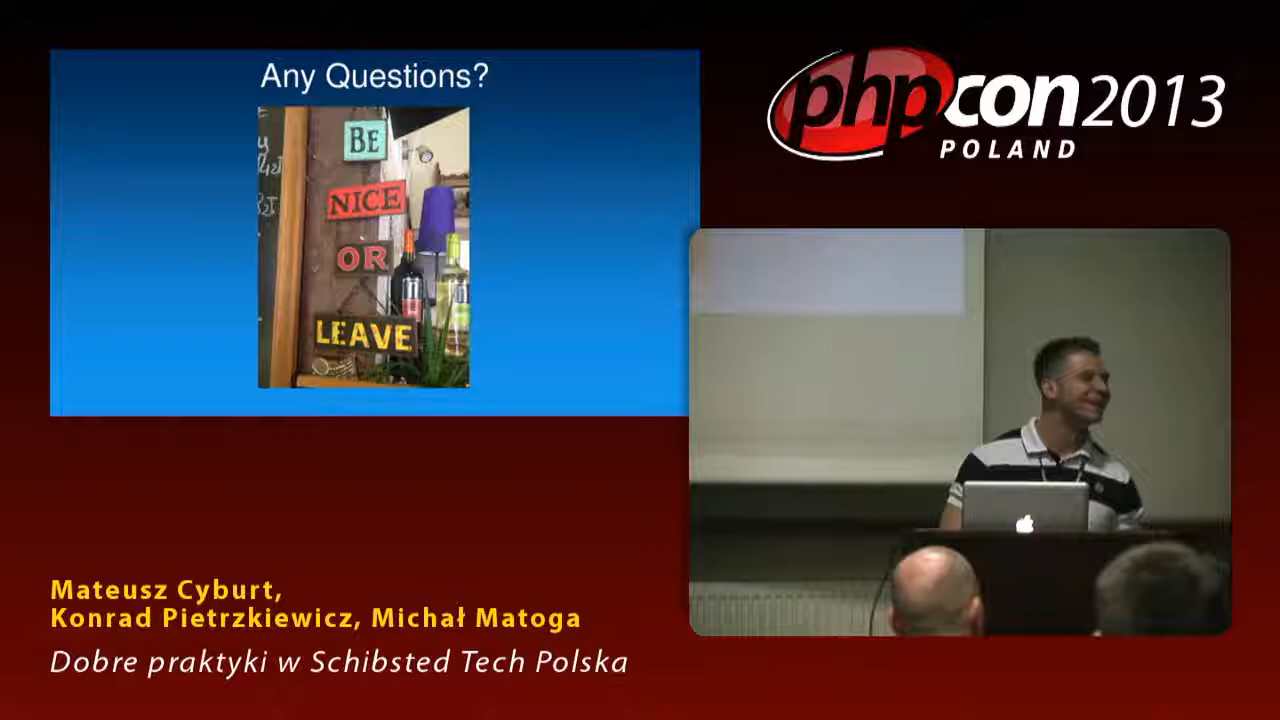 Any Questions?
BE
NICE
OR
LEAVE
phpcon2013
POLAND
Mateusz Cyburt,
Konrad Pietrzkiewicz, Michał Matoga
Dobre praktyki w Schibsted Tech Polska